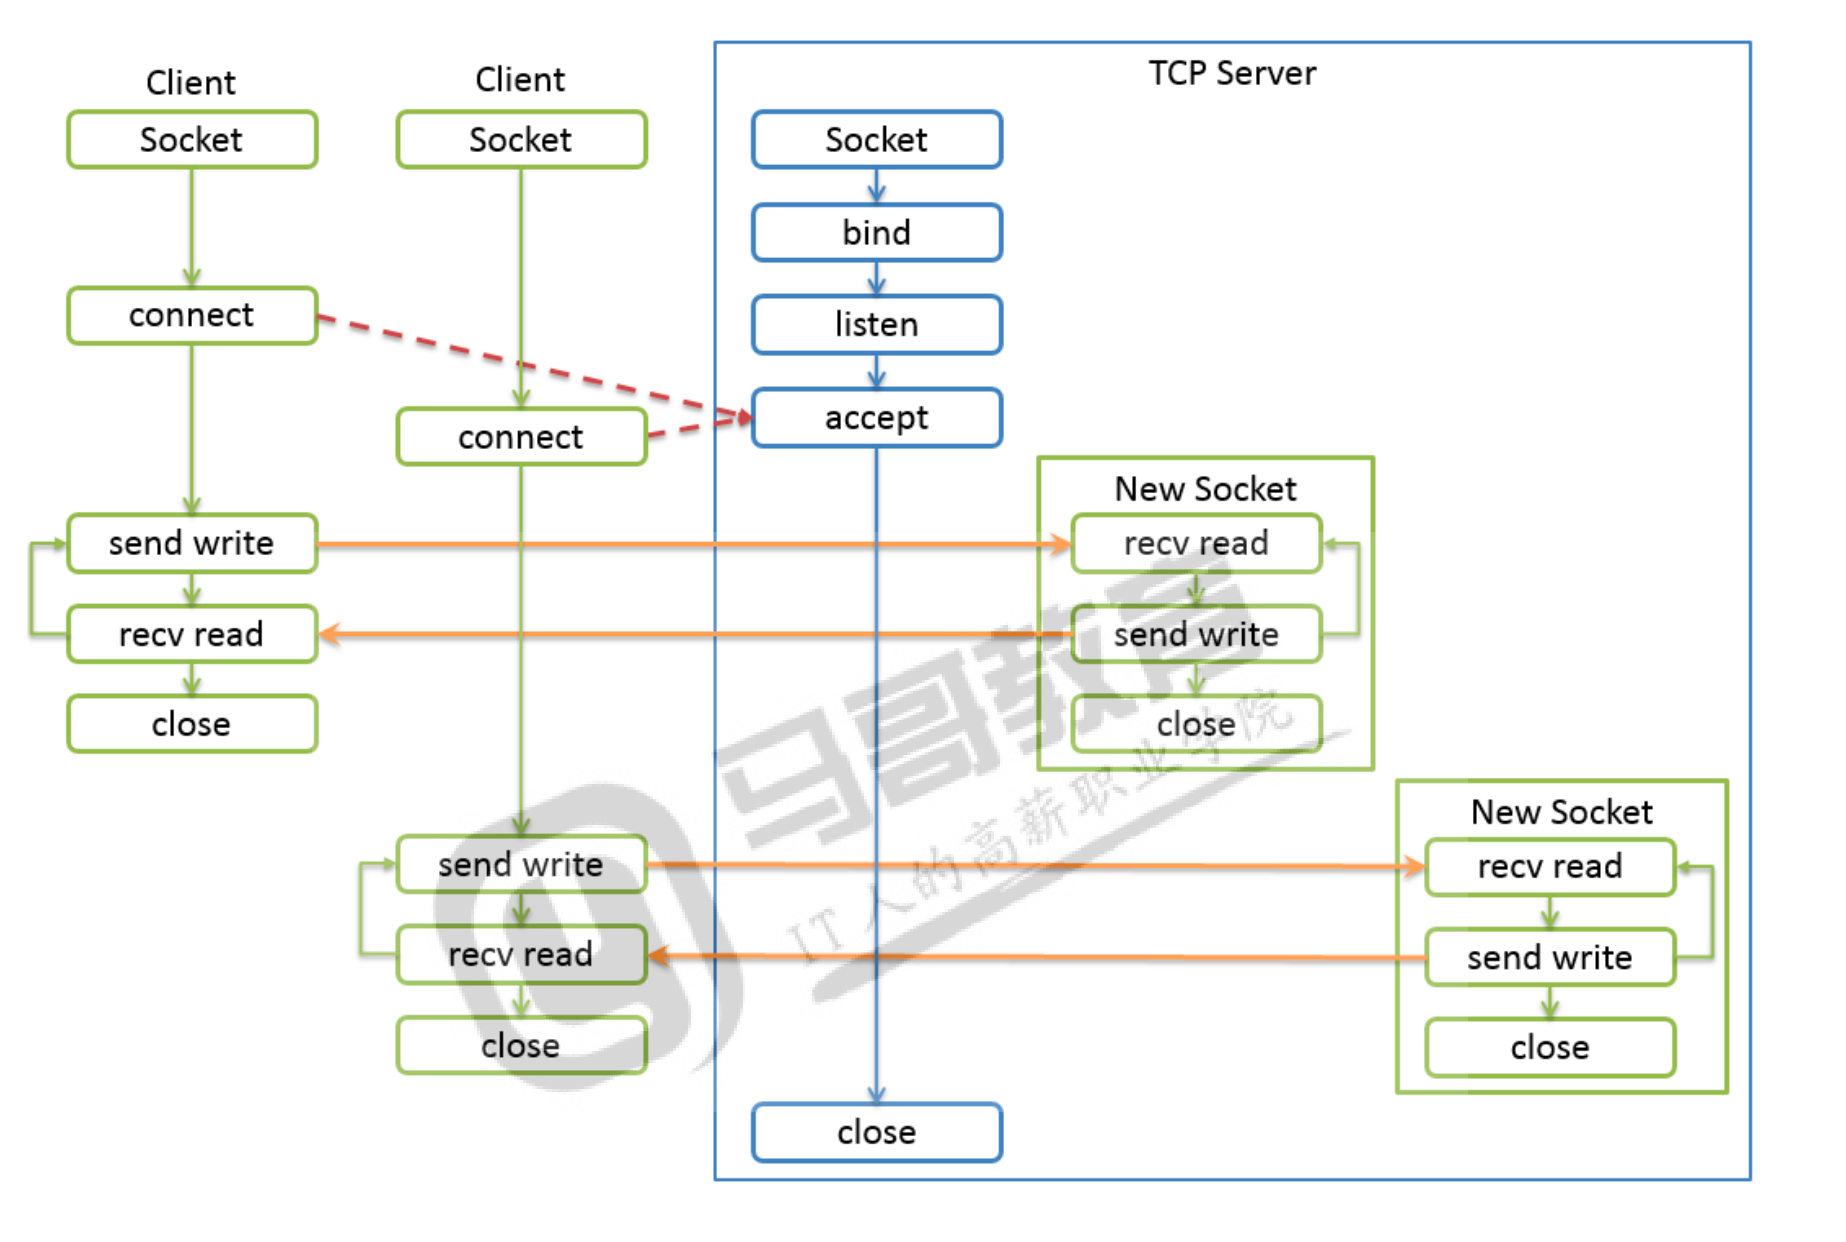 Client
Socket
connect
send write
recv read
close
Client
Socket
connect
send write
recv read
close
TCP Server
Socket
bind
listen
accept
close
New Socket
recv read
send write
close
New Socket
recv read
send write
close
马哥教育
IT人的高薪职业学院